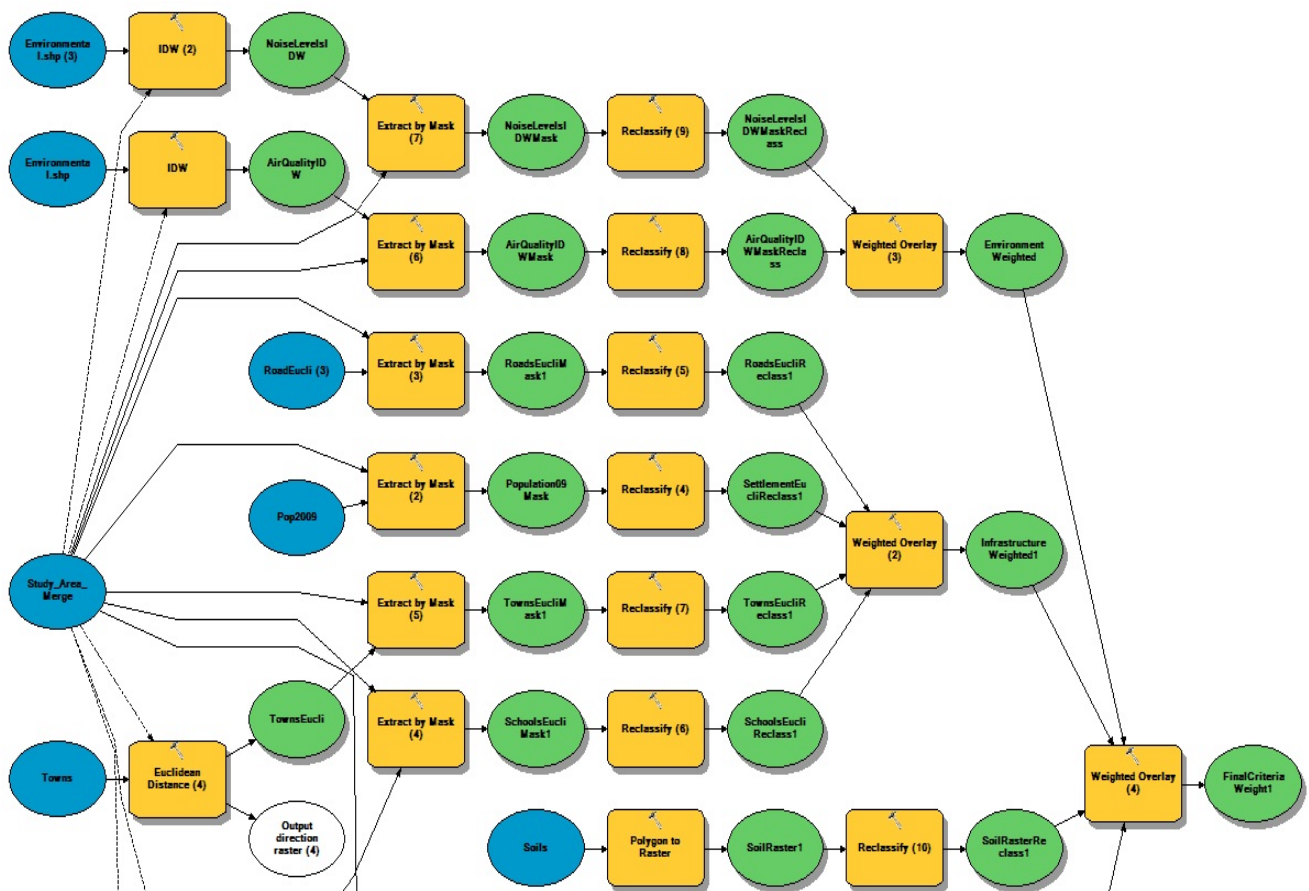 Environmenta
l.shp (3)
IDW (2)
NoiseLevelsI
DW
Extract by Mask
(7)
NoiseLevelsI
DWMask
Reclassify (9)
NoiseLevelsI
DWMaskRecl
ass
Environmenta
l.shp
IDW
AirQualityID
W
Extract by Mask
(6)
AirQualityID
WMask
Reclassify (8)
AirQualityID
WMaskRecla
ss
Weighted Overlay
(3)
Environment
Weighted
RoadEucli (3)
Extract by Mask
(3)
RoadsEucliM
ask1
Reclassify (5)
RoadsEucliR
eclass1
Pop2009
Extract by Mask
(2)
Population09
Mask
Reclassify (4)
SettlementEu
cliReclass1
Weighted Overlay
(2)
Infrastructure
Weighted1
Study_Area_
Merge
Extract by Mask
(5)
TownsEucliM
ask1
Reclassify (7)
TownsEucliR
eclass1
TownsEucli
Extract by Mask
(4)
SchoolsEucli
Mask1
Reclassify (6)
SchoolsEucli
Reclass1
Towns
Euclidean
Distance (4)
Output
direction
raster (4)
Weighted Overlay
(4)
FinalCriteria
Weight1
Soils
Polygon to
Raster
SoilRaster1
Reclassify (10)
SoilRasterRe
class1